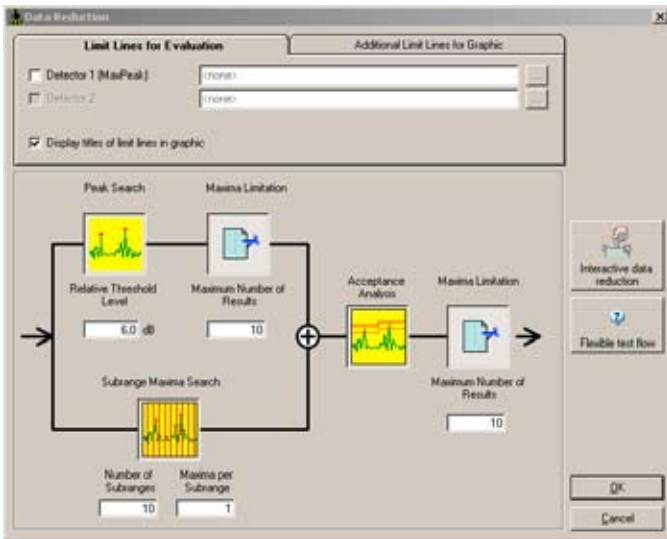 Data Reduction
Limit Lines for Evaluation
Additional Limit Lines for Graphic
Detector 1 (MaxPeak)
<none>
...
Detector 2
<none>
...
Display titles of limit lines in graphic
Peak Search
Maxima Limitation
Relative Threshold
Level
6,0 dB
Maximum Number of
Results
10
Subrange Maxima Search
Number of
Subranges
10
Maxima per
Subrange
1
Acceptance
Analysis
Maxima Limitation
Maximum Number of
Results
10
Interactive data
reduction
Flexible test flow
OK
Cancel